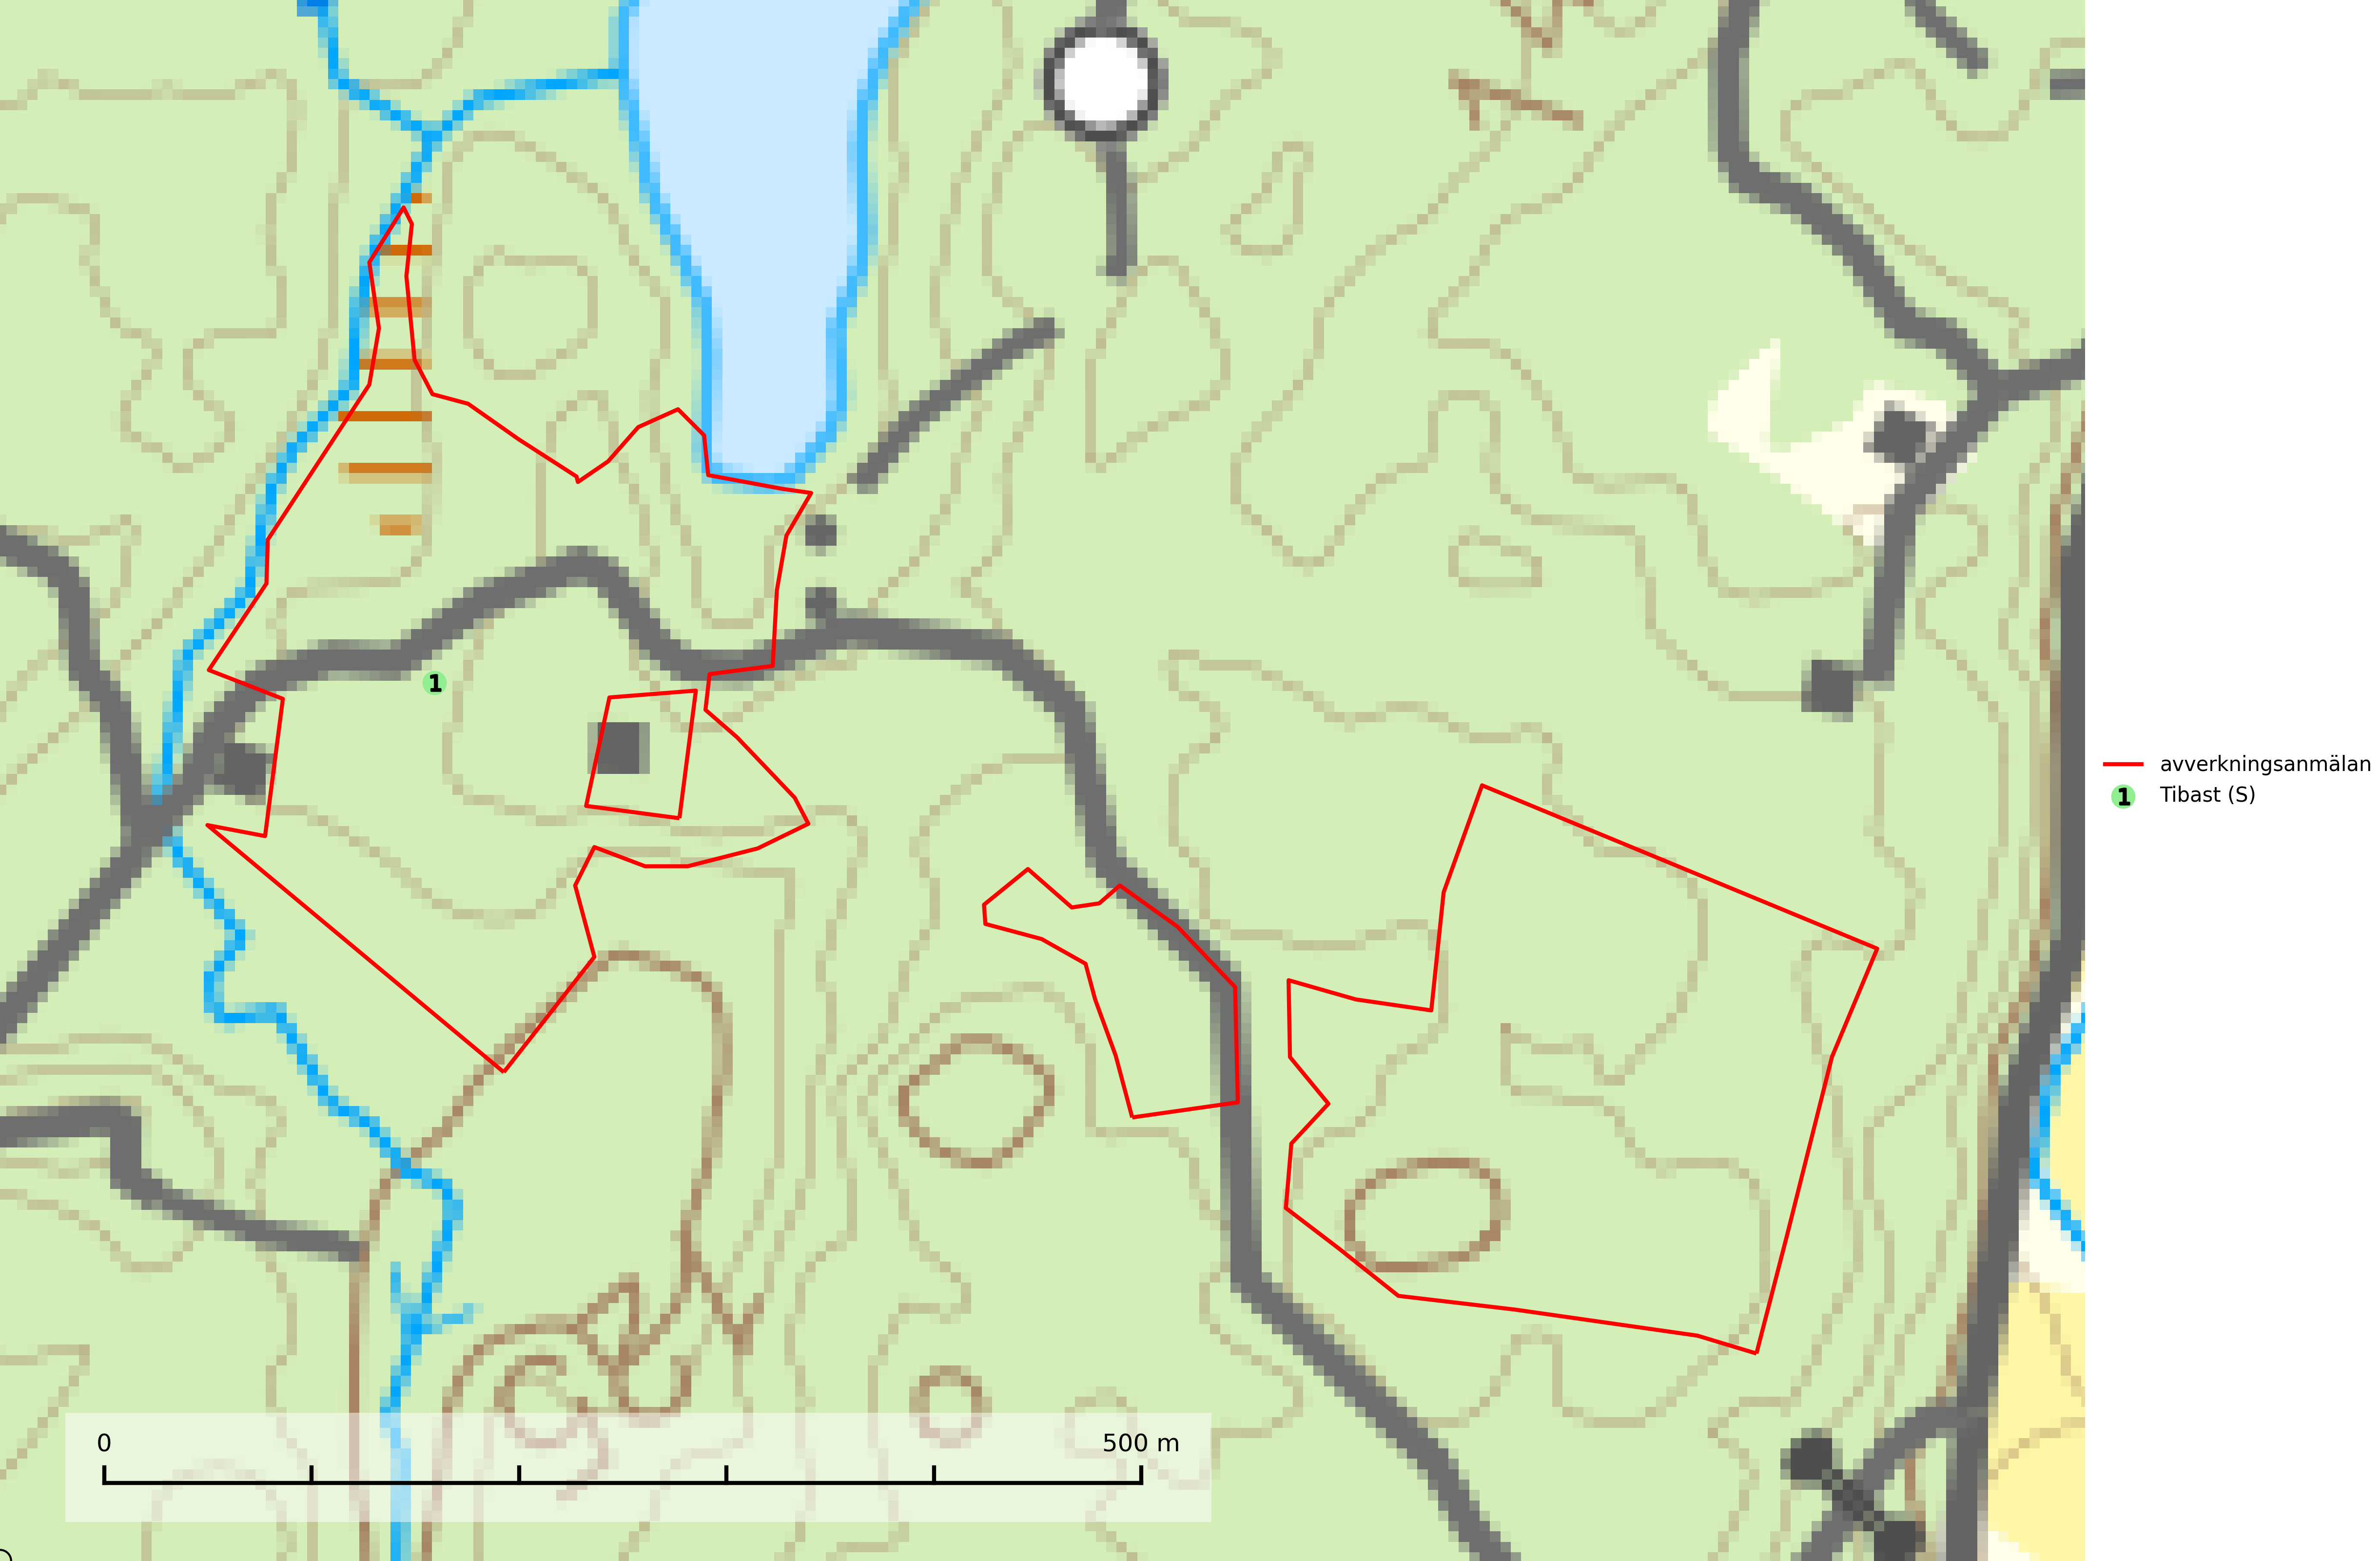 1
avverkningsanmälan
1 Tibast (S)
0 500 m